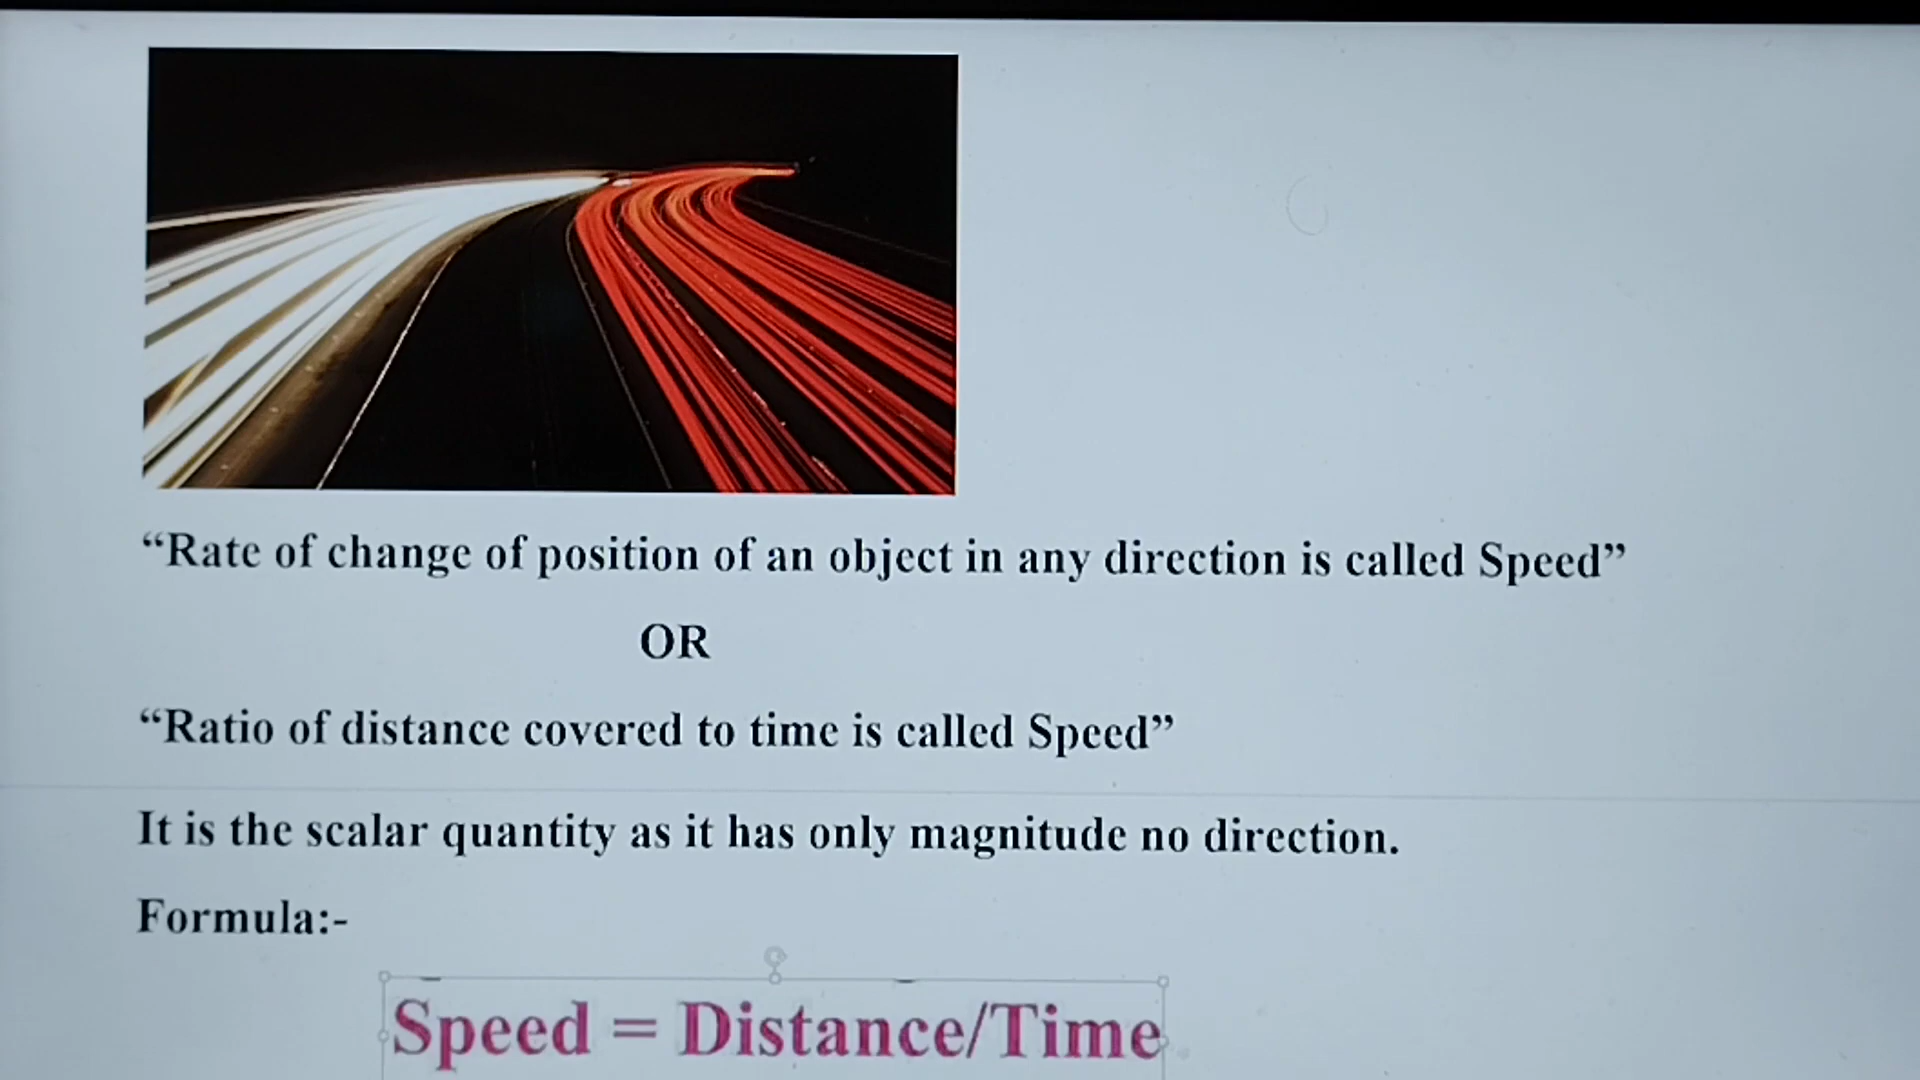 “Rate of change of position of an object in any direction is called Speed”
OR
“Ratio of distance covered to time is called Speed”
It is the scalar quantity as it has only magnitude no direction.
Formula:-
Speed = Distance/Time